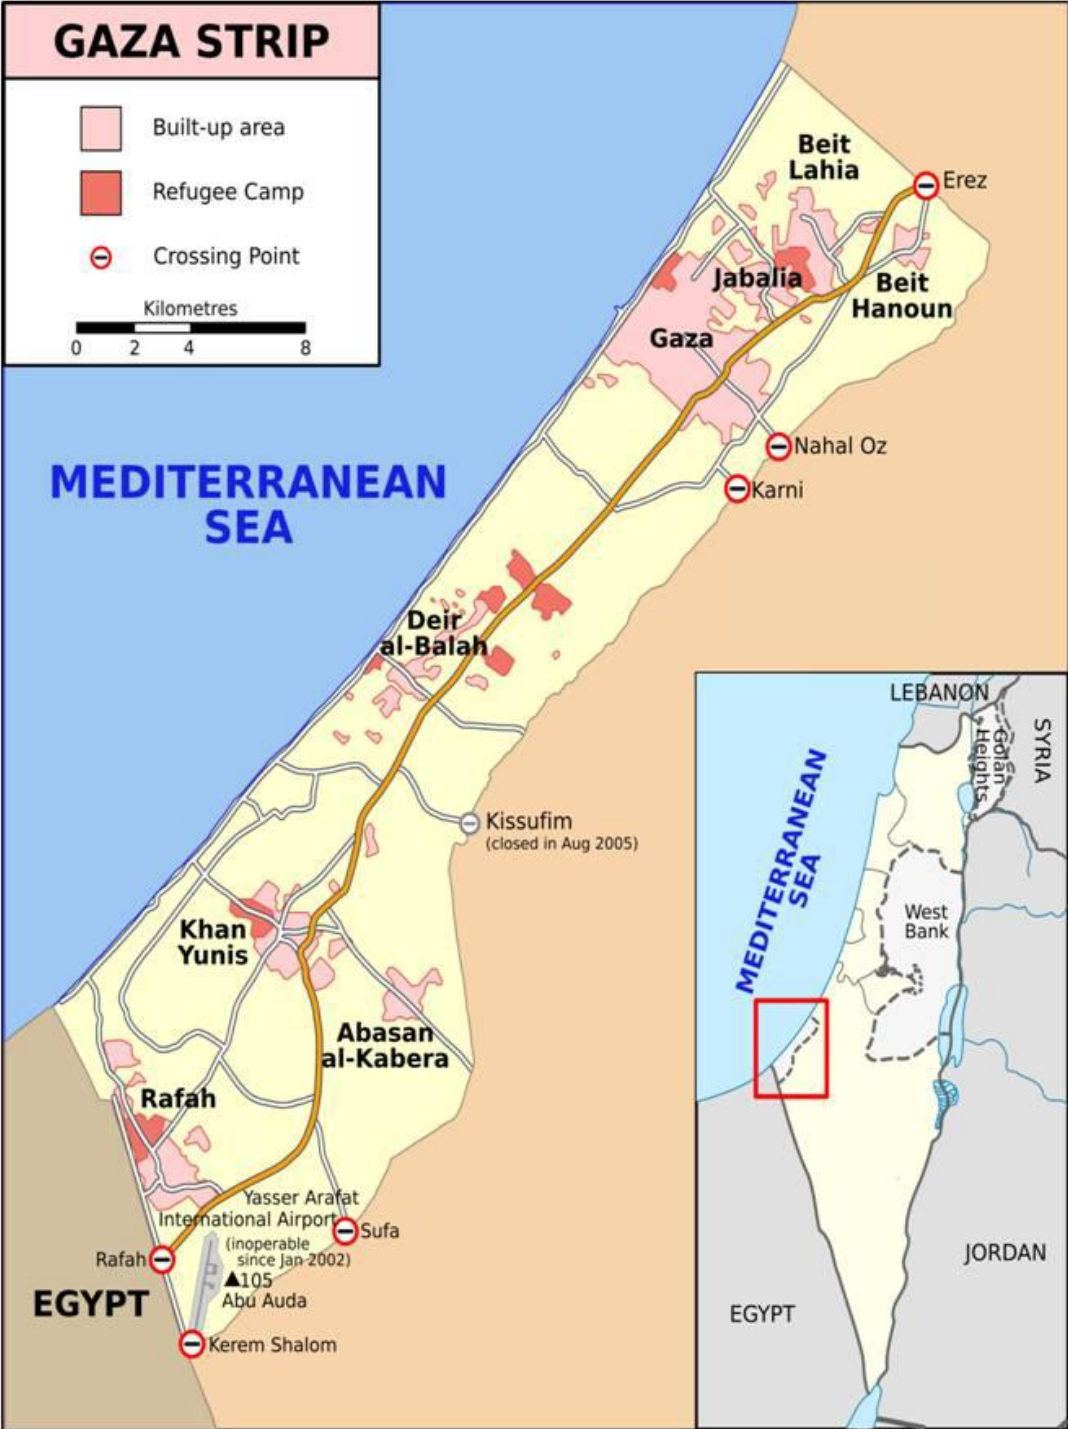 GAZA STRIP
Built-up area
Refugee Camp
Crossing Point
Kilometres
0 2 4 8
Beit
Lahia
Erez
Jabalia
Beit
Hanoun
Gaza
Nahal Oz
Karni
MEDITERRANEAN
SEA
Deir
al-Balah
Kissufim
(closed in Aug 2005)
Khan
Yunis
Abasan
al-Kabera
Rafah
Yasser Arafat
International Airport
(inoperable
since Jan 2002)
Sufa
Rafah
105
Abu Auda
EGYPT
Kerem Shalom
LEBANON
Golan
Heights
SYRIA
MEDITERRANEAN
SEA
West
Bank
JORDAN
EGYPT